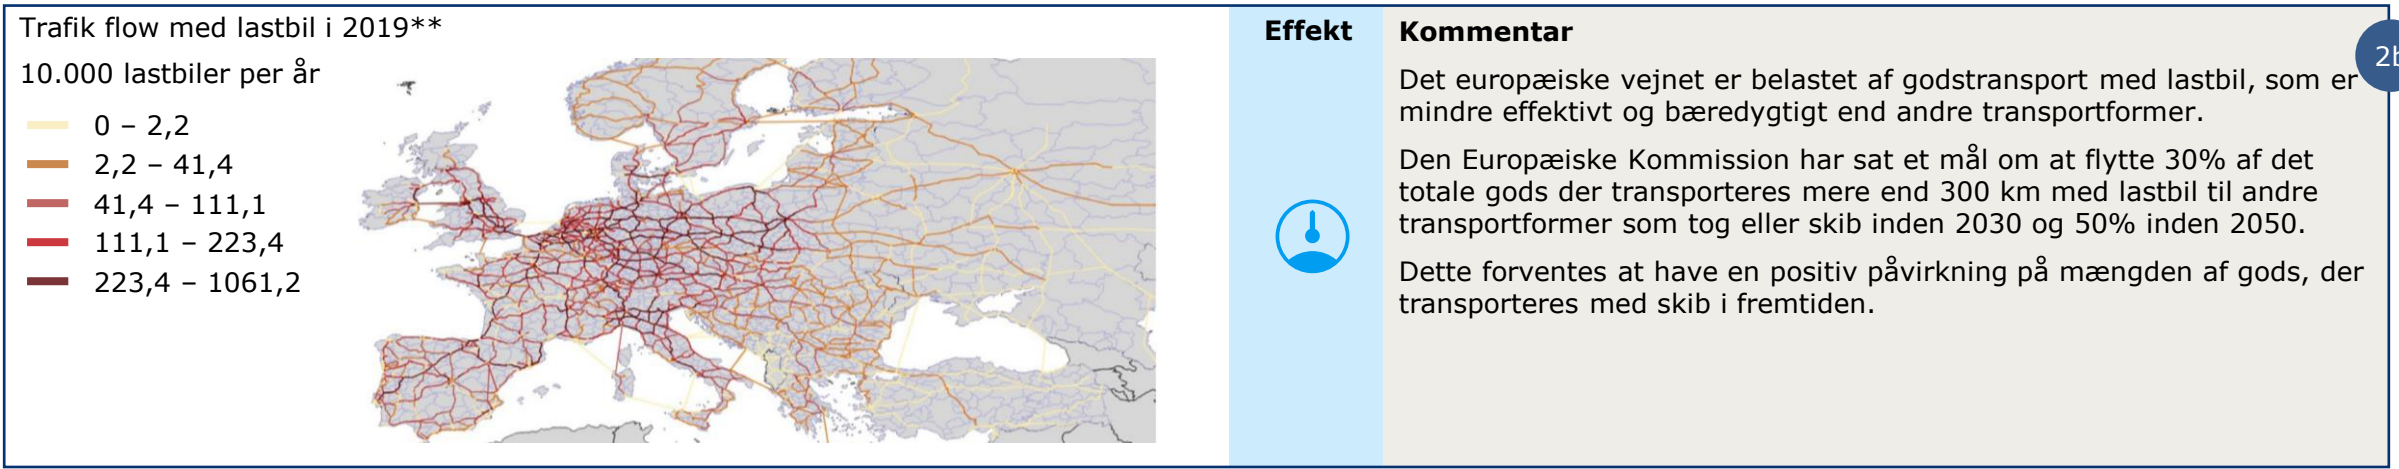 Trafik flow med lastbil i 2019**
10.000 lastbiler per år
0 – 2,2
2,2 – 41,4
41,4 – 111,1
111,1 – 223,4
223,4 – 1061,2
Effekt
Kommentar
Det europæiske vejnet er belastet af godstransport med lastbil, som er
mindre effektivt og bæredygtigt end andre transportformer.
Den Europæiske Kommission har sat et mål om at flytte 30% af det
totale gods der transporteres mere end 300 km med lastbil til andre
transportformer som tog eller skib inden 2030 og 50% inden 2050.
Dette forventes at have en positiv påvirkning på mængden af gods, der
transporteres med skib i fremtiden.
2b